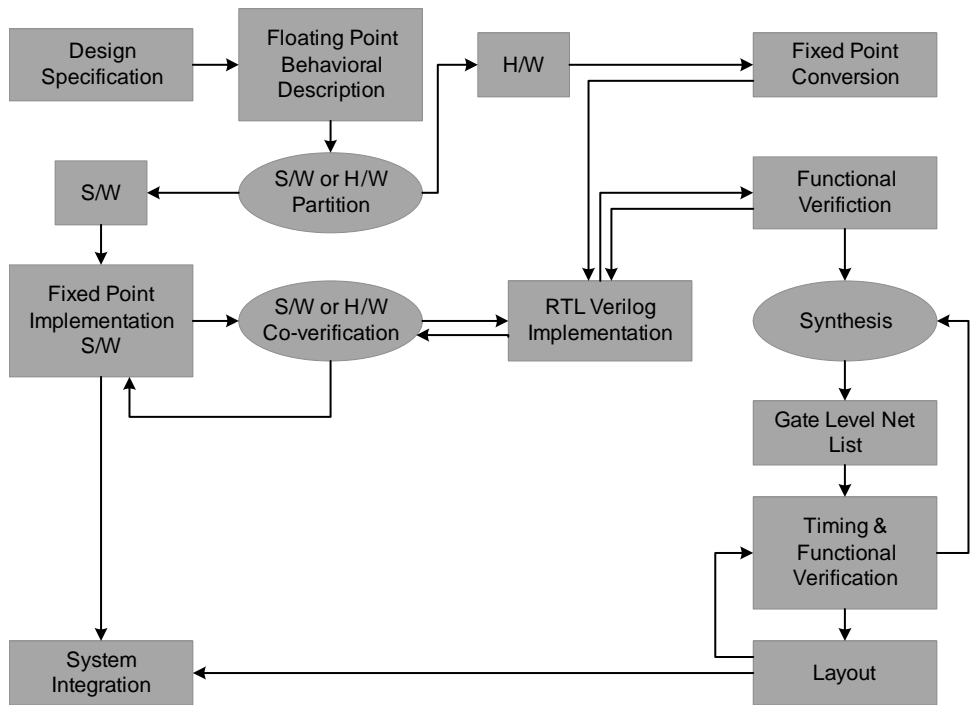 Design
Specification
Floating Point
Behavioral
Description
H/W
Fixed Point
Conversion
S/W
S/W or H/W
Partition
Functional
Verifiction
Fixed Point
Implementation
S/W
S/W or H/W
Co-verification
RTL Verilog
Implementation
Synthesis
Gate Level Net
List
Timing &
Functional
Verification
System
Integration
Layout